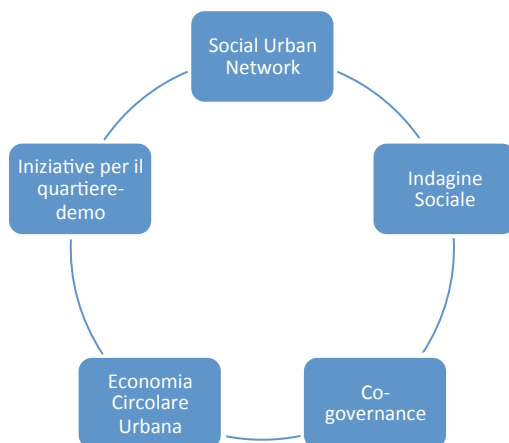 Social Urban
Network
Indagine
Sociale
Co-
governance
Economia
Circolare
Urbana
Iniziative per il
quartiere-
demo